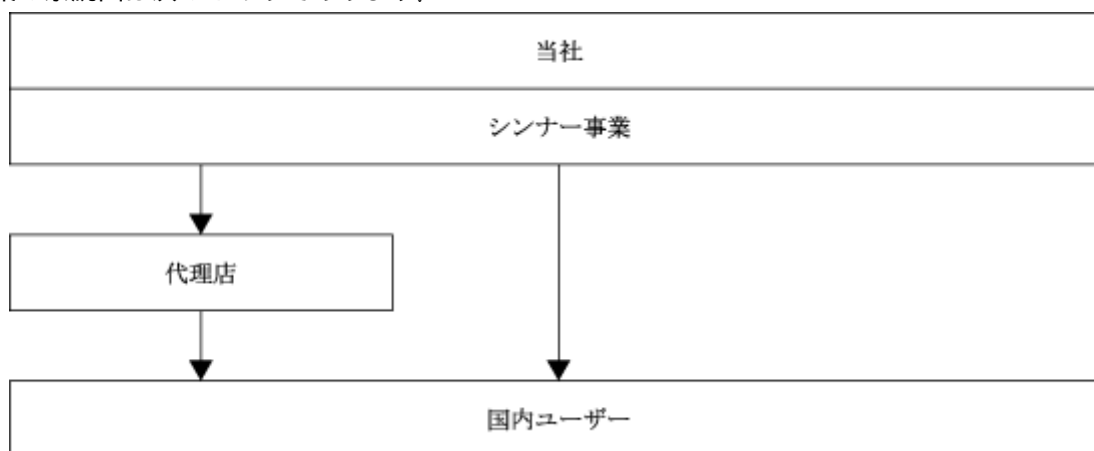 当社
シンナー事業
代理店
国内ユーザー